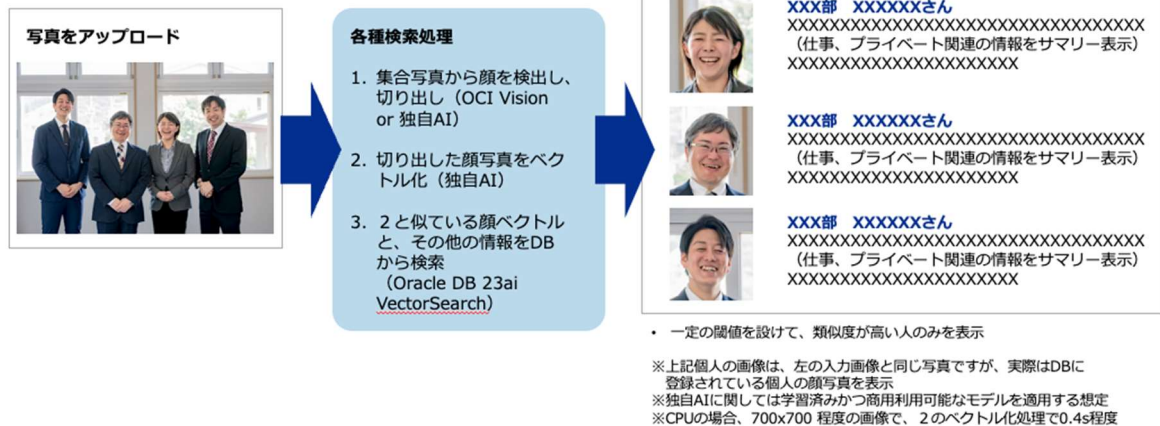 写真をアップロード
各種検索処理
1. 集合写真から顔を検出し、
切り出し（OCI Vision
or 独自AI）
2. 切り出した顔写真をベク
トル化（独自AI）
3. ２と似ている顔ベクトル
と、その他の情報をDB
から検索
（Oracle DB 23ai
VectorSearch）
XXX部　XXXXXXさん
XXXXXXXXXXXXXXXXXXXXXXXXXXXXXXXXXX
（仕事、プライベート関連の情報をサマリー表示）
XXXXXXXXXXXXXXXXXXXXXX
XXX部　XXXXXXさん
XXXXXXXXXXXXXXXXXXXXXXXXXXXXXXXXXX
（仕事、プライベート関連の情報をサマリー表示）
XXXXXXXXXXXXXXXXXXXXXX
XXX部　XXXXXXさん
XXXXXXXXXXXXXXXXXXXXXXXXXXXXXXXXXX
（仕事、プライベート関連の情報をサマリー表示）
XXXXXXXXXXXXXXXXXXXXXX
• 一定の閾値を設けて、類似度が高い人のみを表示
※上記個人の画像は、左の入力画像と同じ写真ですが、実際はDBに
登録されている個人の顔写真を表示
※独自AIに関しては学習済みかつ商用利用可能なモデルを適用する想定
※CPUの場合、700x700 程度の画像で、２のベクトル化処理で0.4s程度